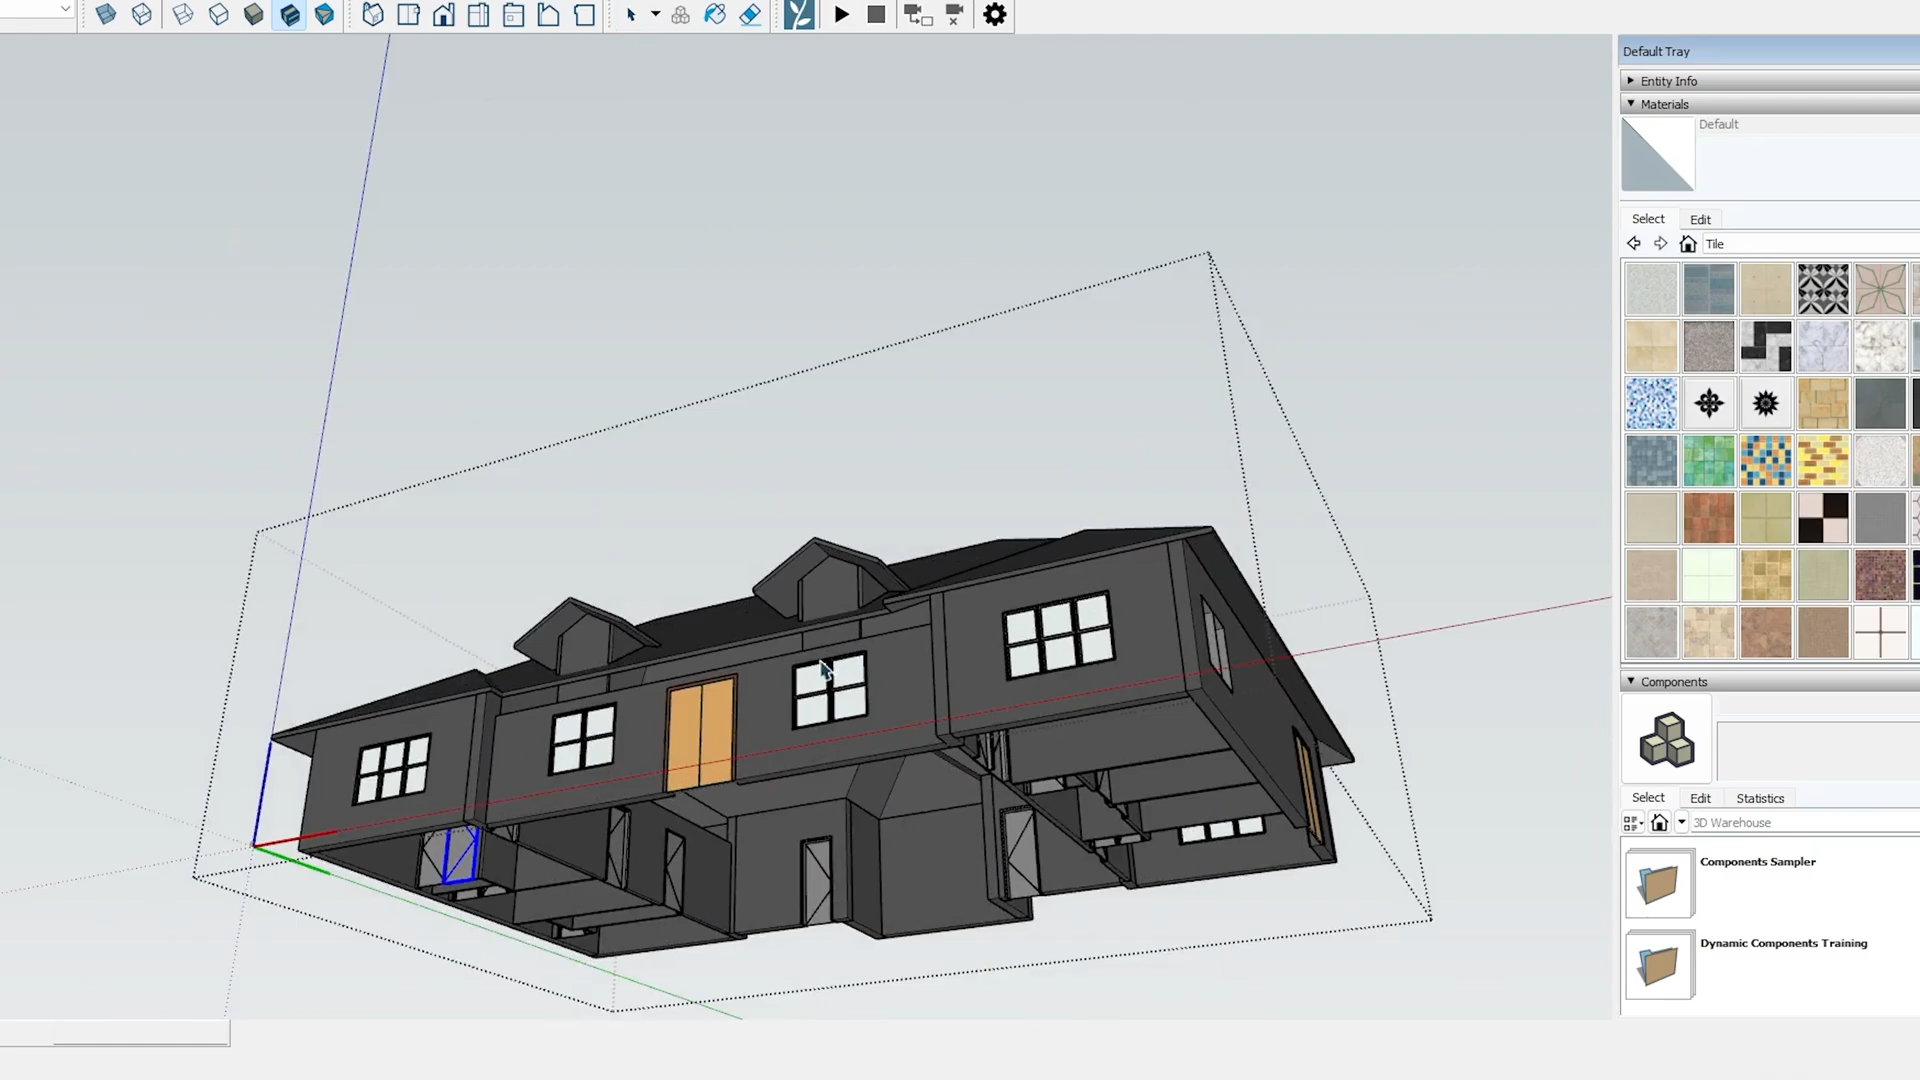 Default Tray
Entity Info
Materials
Default
Select
Edit
Tile
Components
Select
Edit
Statistics
3D Warehouse
Components Sampler
Dynamic Components Training